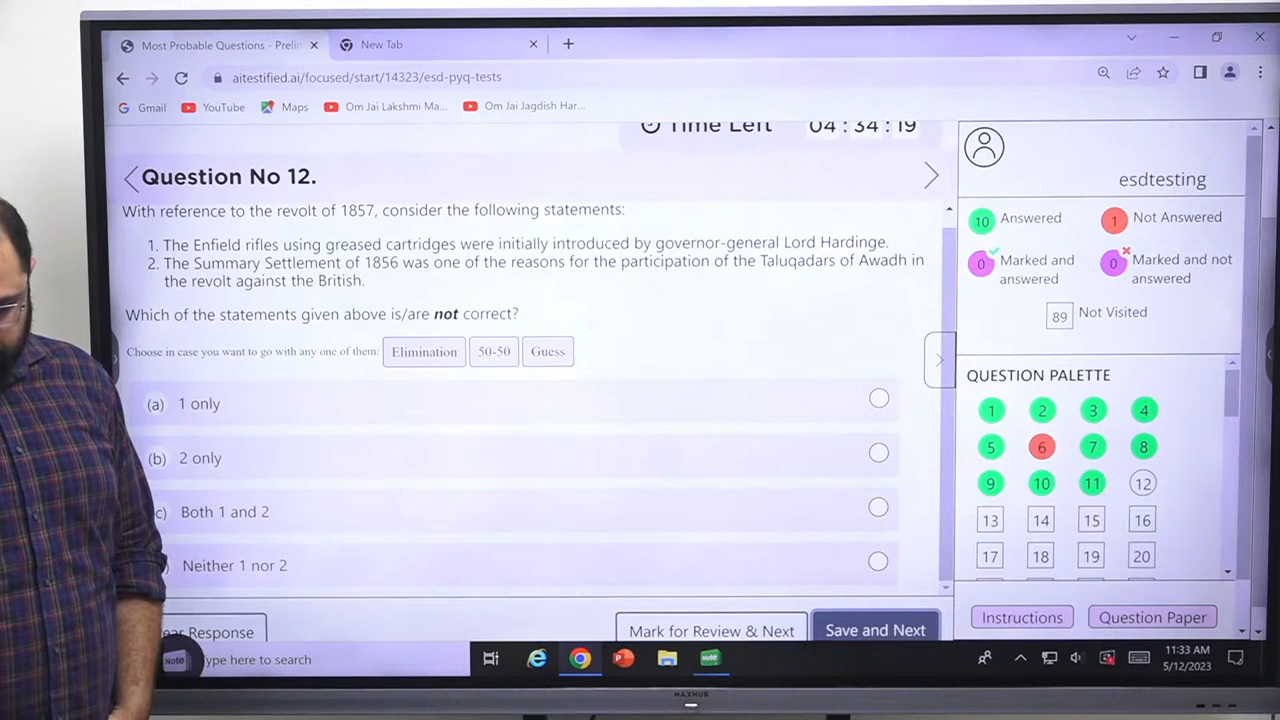 Most Probable Questions - Prelin
New Tab
aitestified.ai/focused/start/14323/esd-pyq-tests
Gmail
YouTube
Maps
Om Jai Lakshmi Ma...
Om Jai Jagdish Har...
Time Left 04 : 34 : 19
Question No 12.
With reference to the revolt of 1857, consider the following statements:
1. The Enfield rifles using greased cartridges were initially introduced by governor-general Lord Hardinge.
2. The Summary Settlement of 1856 was one of the reasons for the participation of the Taluqadars of Awadh in
the revolt against the British.
Which of the statements given above is/are not correct?
Choose in case you want to go with any one of them: Elimination 50-50 Guess
(a) 1 only
(b) 2 only
c) Both 1 and 2
) Neither 1 nor 2
ear Response
Mark for Review & Next
Save and Next
esdtesting
10 Answered
1 Not Answered
0 Marked and
answered
0 Marked and not
answered
89 Not Visited
QUESTION PALETTE
1 2 3 4
5 6 7 8
9 10 11 12
13 14 15 16
17 18 19 20
Instructions
Question Paper
Note
ype here to search
note
11:33 AM
5/12/2023
MAXHUB